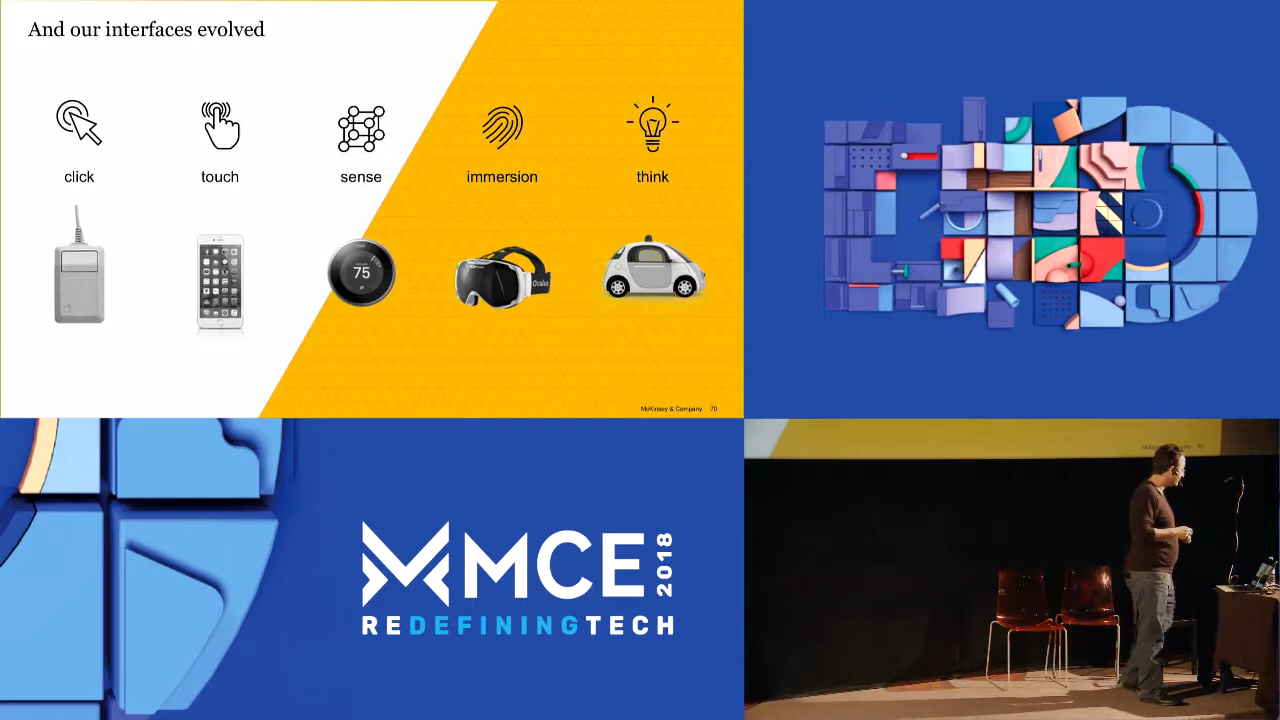 And our interfaces evolved
click
touch
sense
immersion
think
75
Oculus
McKinsey & Company 70
MCE 2018
REDEFININGTECH